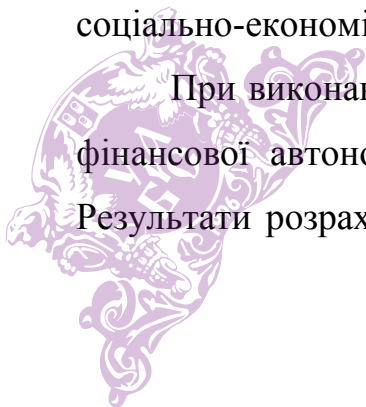 соціально-економі
При виконан
фінансової автоно
Результати розрах